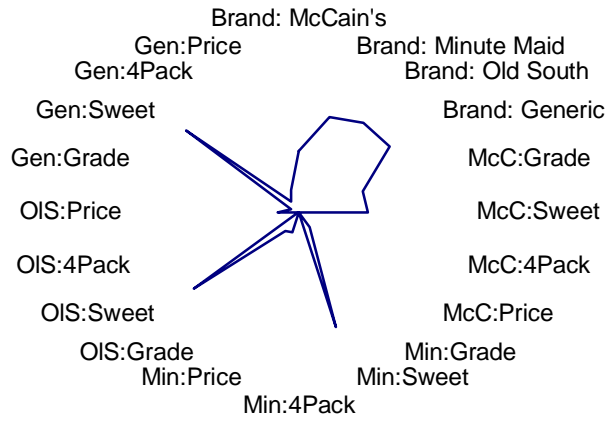 Brand: McCain's
Gen:Price Brand: Minute Maid
Gen:4Pack Brand: Old South
Gen:Sweet Brand: Generic
Gen:Grade McC:Grade
OlS:Price McC:Sweet
OlS:4Pack McC:4Pack
OlS:Sweet McC:Price
OlS:Grade Min:Grade
Min:Price Min:Sweet
Min:4Pack